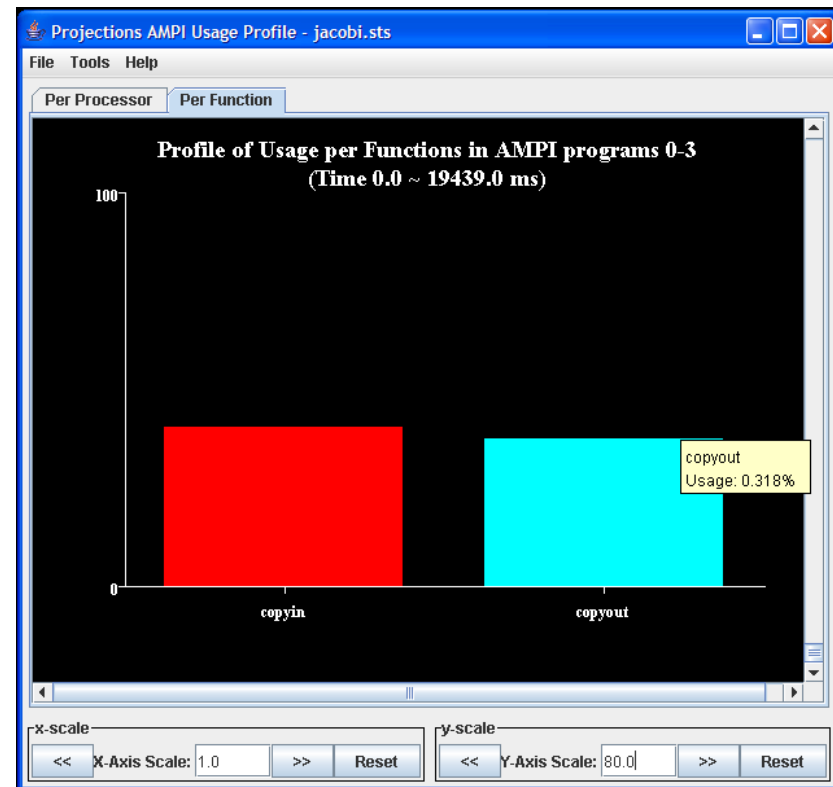 Projections AMPI Usage Profile - jacobi.sts
File Tools Help
Per Processor Per Function
Profile of Usage per Functions in AMPI programs 0-3
(Time 0.0 ~ 19439.0 ms)
100
copyout
Usage: 0.318%
0
copyin copyout
x-scale y-scale
<< X-Axis Scale: 1.0 >> Reset << Y-Axis Scale: 80.0 >> Reset